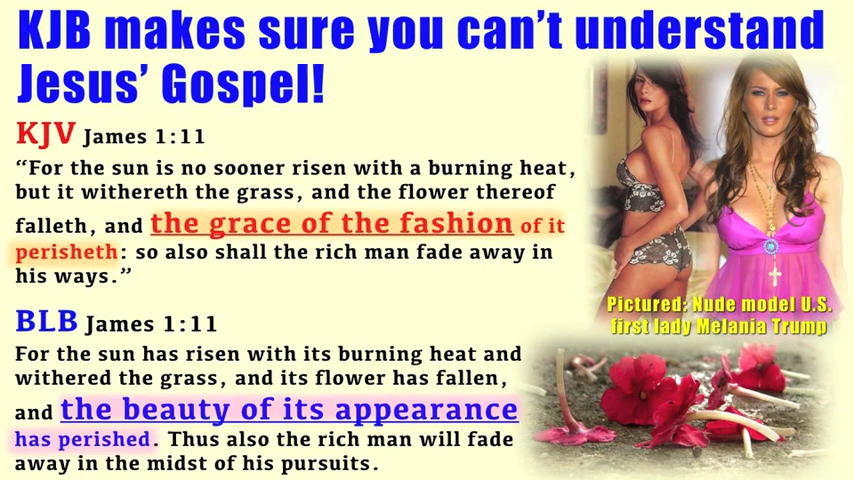 KJB makes sure you can't understand
Jesus' Gospel!
KJV James 1:11
“For the sun is no sooner risen with a burning heat,
but it withereth the grass, and the flower thereof
falleth, and the grace of the fashion of it
perisheth: so also shall the rich man fade away in
his ways.”
Pictured: Nude model U.S.
first lady Melania Trump
BLB James 1:11
For the sun has risen with its burning heat and
withered the grass, and its flower has fallen,
and the beauty of its appearance
has perished. Thus also the rich man will fade
away in the midst of his pursuits.